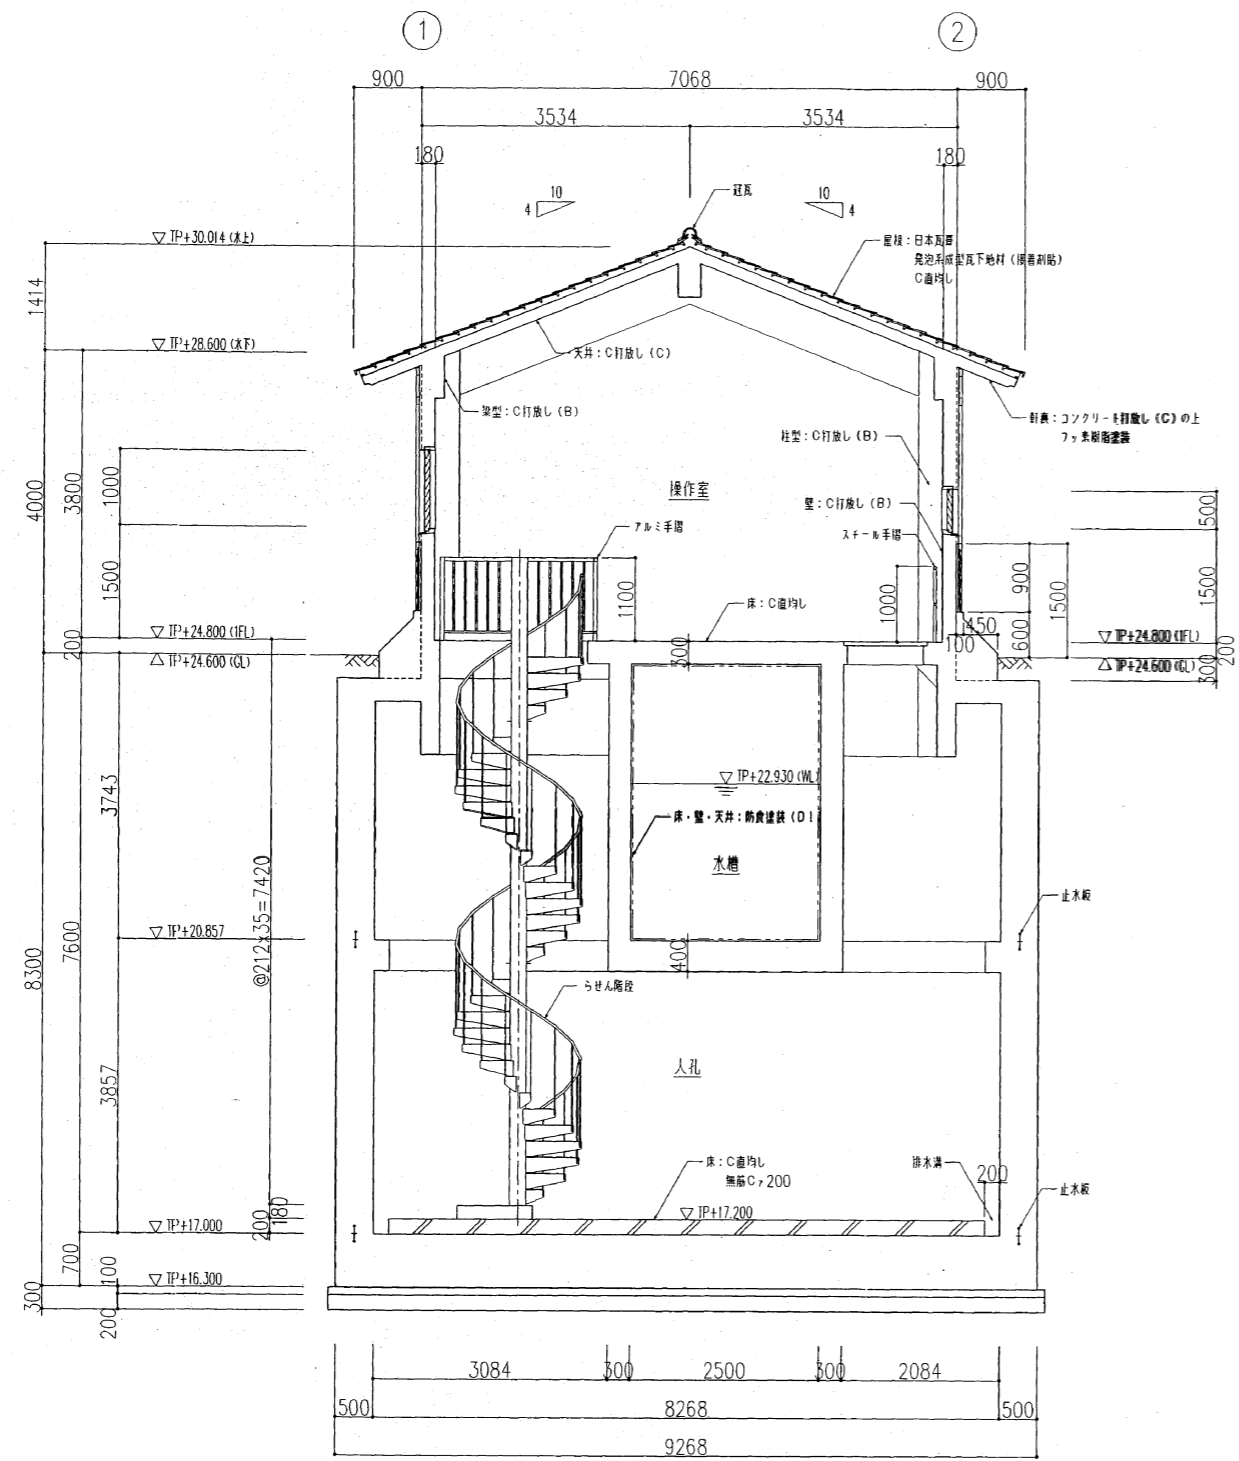 1
2
900
7068
900
3534
3534
180
180
10
4
10
4
冠瓦
TP+30.014 (水上)
屋根：日本瓦葺
発泡系成型瓦下地材（接着剤貼）
C直均し
1414
TP+28.600 (水下)
天井：C打放し（C）
梁型：C打放し（B）
軒裏：コンクリート打放し（C）の上
フッ素樹脂塗装
柱型：C打放し（B）
操作室
壁：C打放し（B）
アルミ手摺
スチール手摺
4000
3800
1000
1500
500
1500
900
1500
600
1100
1000
床：C直均し
450
100
300
TP+24.800 (1FL)
TP+24.600 (GL)
200
TP+24.800 (1FL)
TP+24.600 (GL)
300
200
3743
TP+22.930 (WL)
床・壁・天井：防食塗装（D1
水槽
@212×35=7420
止水板
TP+20.857
8300
7600
400
らせん階段
人孔
3857
床：C直均し
無筋Cｱ200
排水溝
200
止水板
TP+17.200
TP+17.000
200
180
700
100
TP+16.300
300
200
3084
300
2500
300
2084
500
8268
500
9268